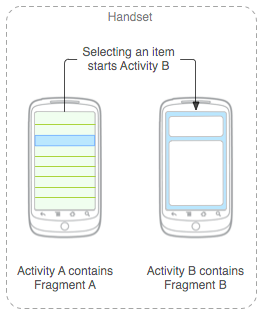 Handset
Selecting an item
starts Activity B
Activity A contains
Fragment A
Activity B contains
Fragment B